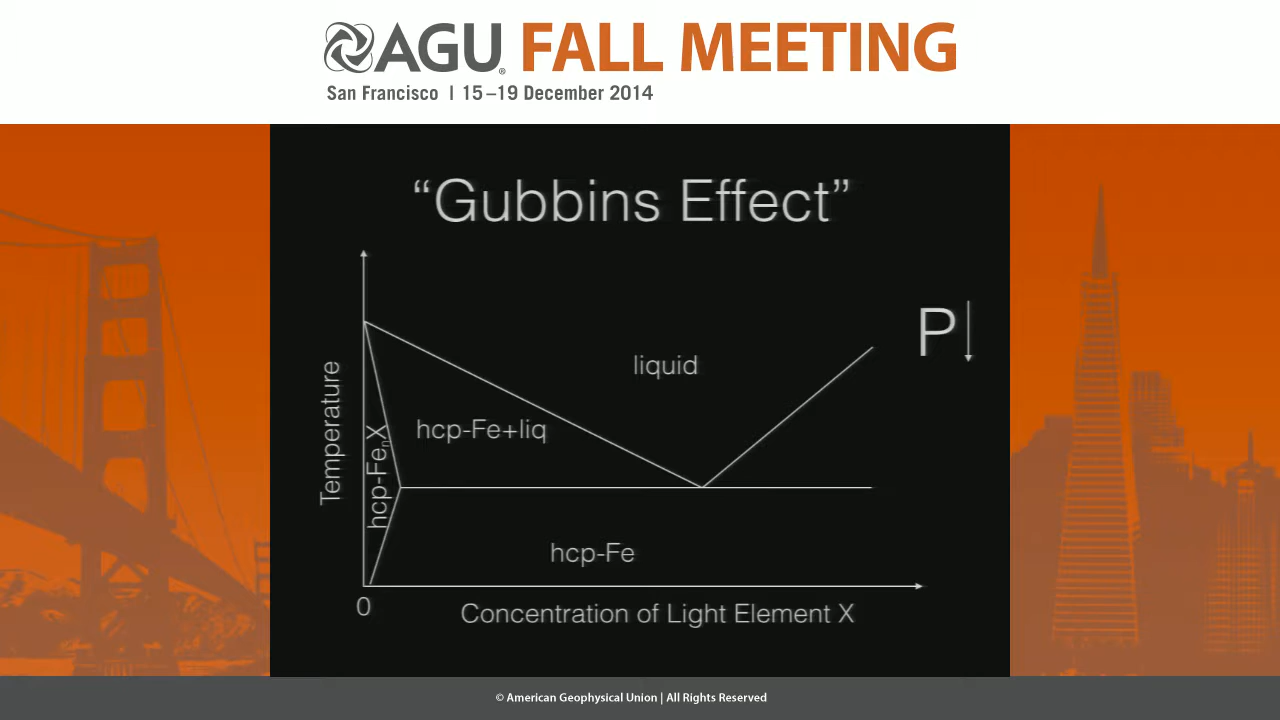 AGU® FALL MEETING
San Francisco | 15–19 December 2014
“Gubbins Effect”
P
liquid
Temperature
hcp-Fe+liq
hcp-FenX
hcp-Fe
0
Concentration of Light Element X
© American Geophysical Union | All Rights Reserved